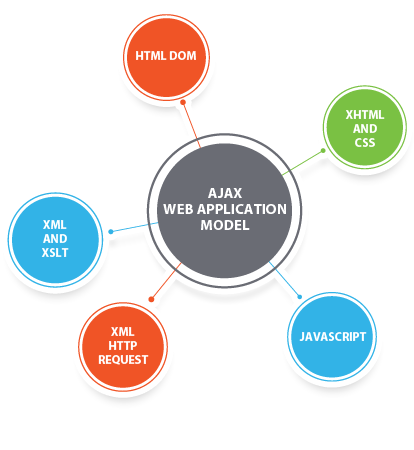 HTML DOM
XHTML
AND
CSS
AJAX
WEB APPLICATION
MODEL
XML
AND
XSLT
XML
HTTP
REQUEST
JAVASCRIPT